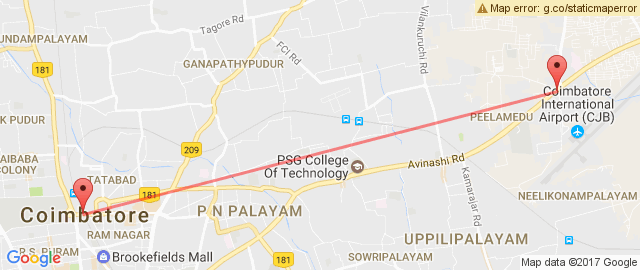 Map error: g.co/staticmaperror
Tagore Rd
Vilankuruchi Rd
UNDAMPALAYAM
FCI Rd
181
GANAPATHYPUDUR
Coimbatore
International
Airport (CJB)
K PUDUR
PEELAMEDU
209
AIBABA
COLONY
PSG College
Of Technology
Avinashi Rd
Kamarajar Rd
TATABAD
181
NEELIKONAMPALAYAM
Coimbatore
P N PALAYAM
RAM NAGAR
UPPILIPALAYAM
R.S. PURAM
Brookefields Mall
181
SOWRIPALAYAM
Google
Map data ©2017 Google